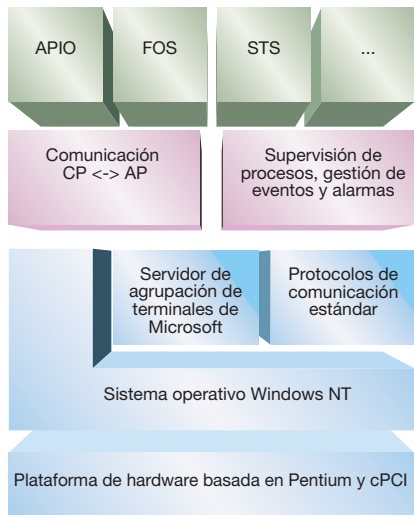 APIO
FOS
STS
...
Comunicación
CP <-> AP
Supervisión de
procesos, gestión de
eventos y alarmas
Servidor de
agrupación de
terminales de
Microsoft
Protocolos de
comunicación
estándar
Sistema operativo Windows NT
Plataforma de hardware basada en Pentium y cPCI